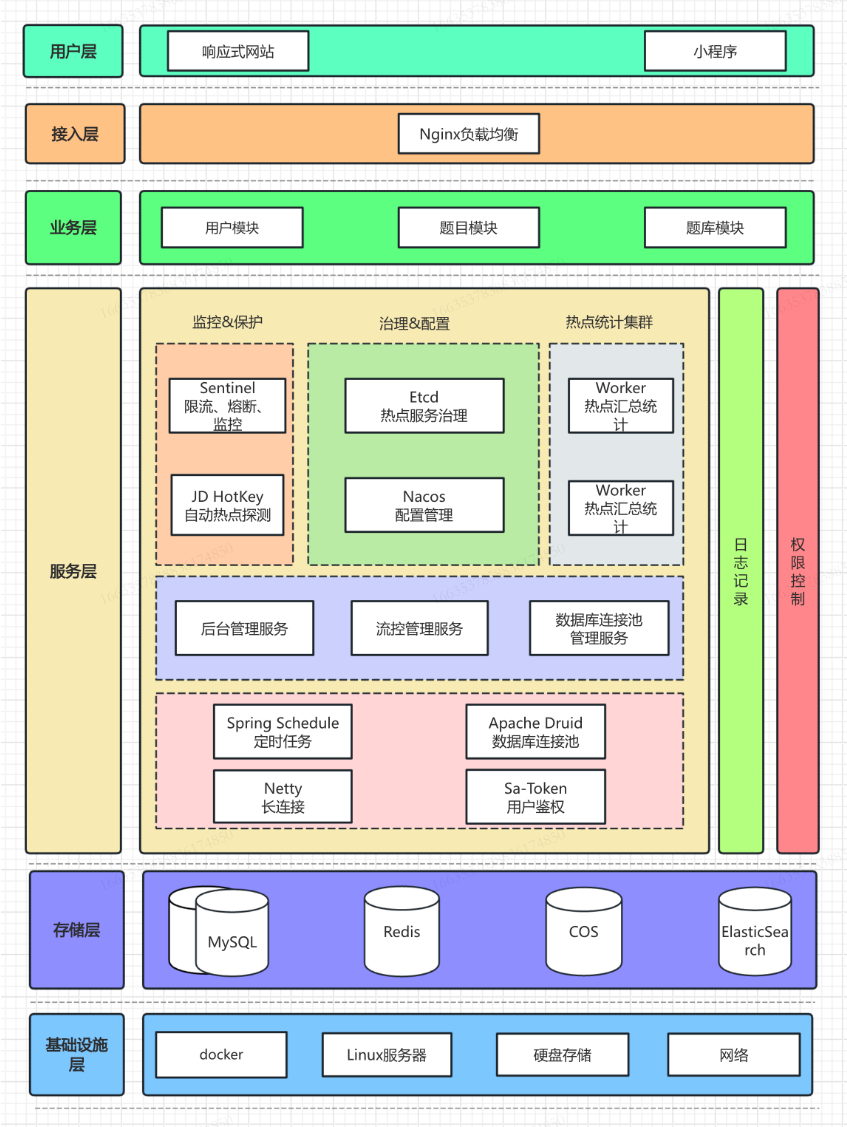 用户层
响应式网站
小程序
接入层
Nginx负载均衡
业务层
用户模块
题目模块
题库模块
服务层
监控&保护
治理&配置
热点统计集群
Sentinel
限流、熔断、
监控
Etcd
热点服务治理
Worker
热点汇总统
计
JD HotKey
自动热点探测
Nacos
配置管理
Worker
热点汇总统
计
后台管理服务
流控管理服务
数据库连接池
管理服务
Spring Schedule
定时任务
Apache Druid
数据库连接池
Netty
长连接
Sa-Token
用户鉴权
日
志
记
录
权
限
控
制
存储层
MySQL
Redis
COS
ElasticSea
rch
基础设施
层
docker
Linux服务器
硬盘存储
网络